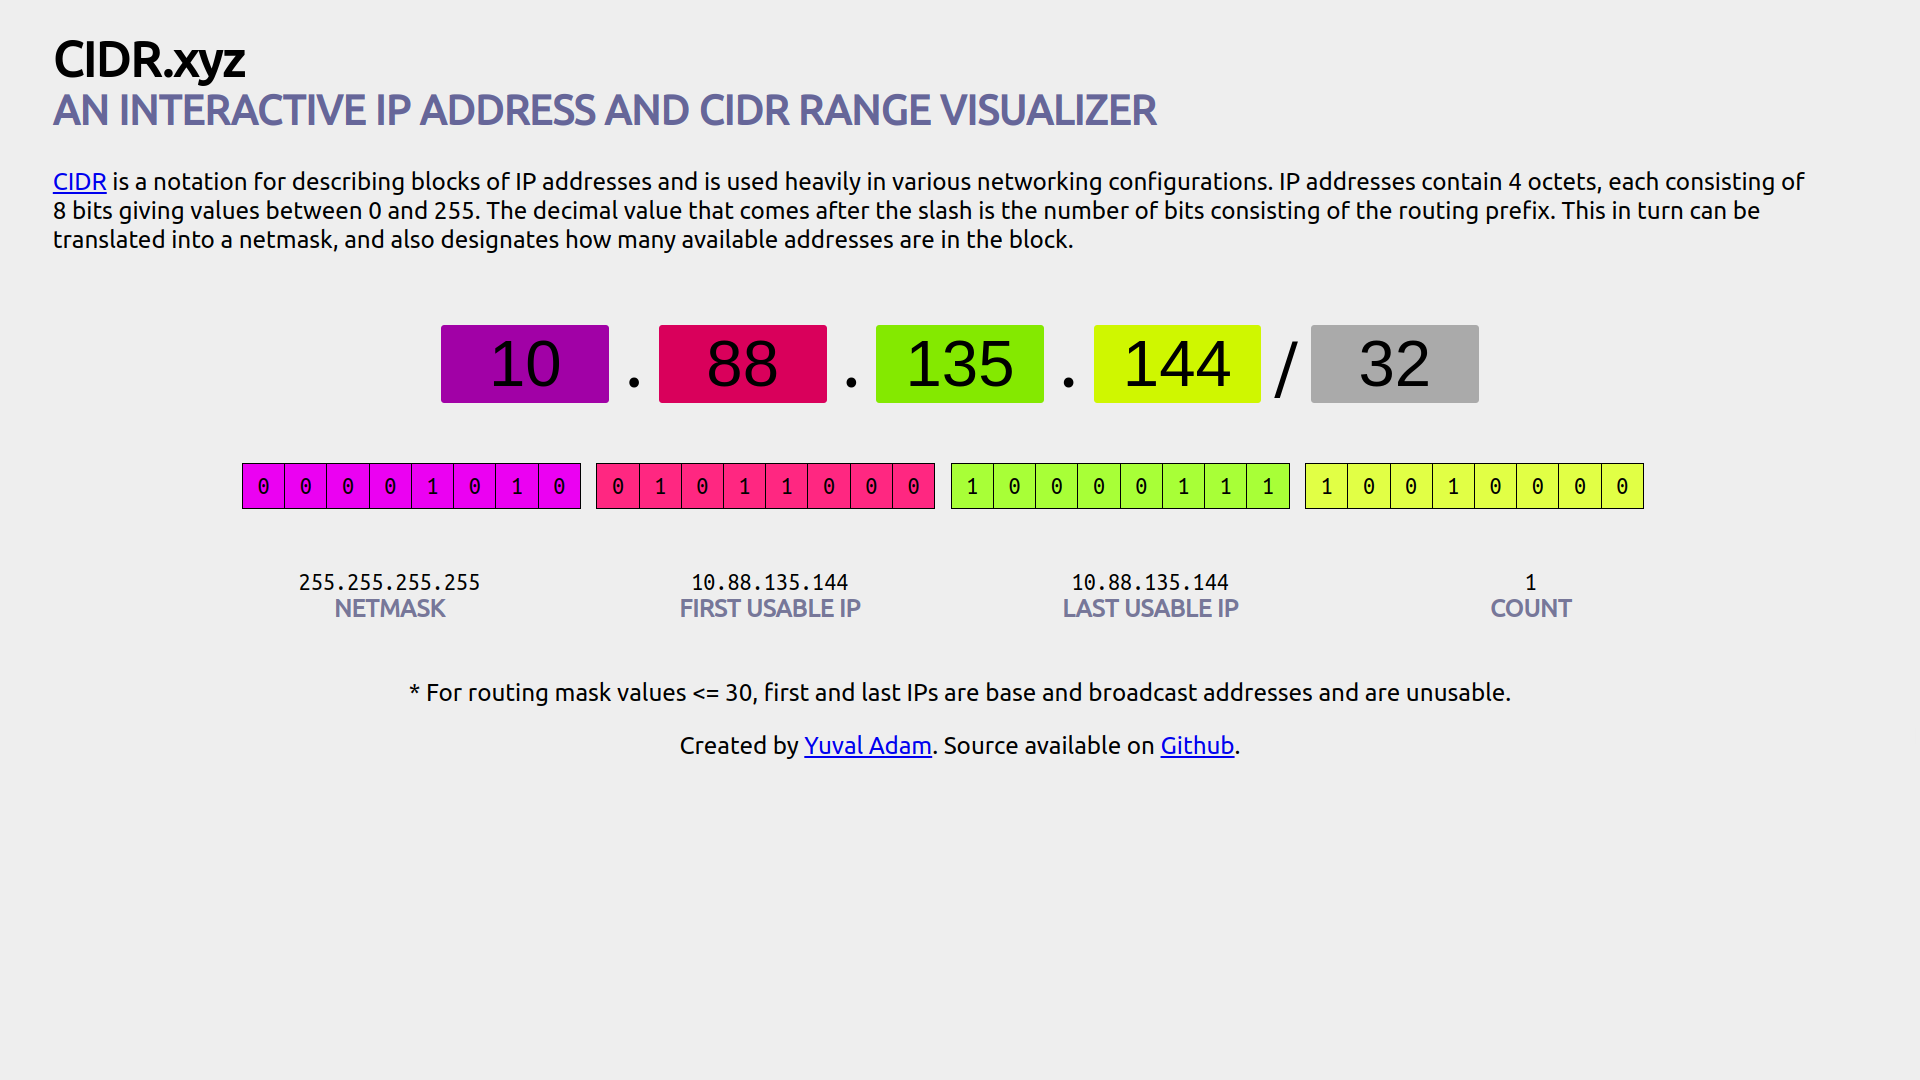 CIDR.xyz
AN INTERACTIVE IP ADDRESS AND CIDR RANGE VISUALIZER
CIDR is a notation for describing blocks of IP addresses and is used heavily in various networking configurations. IP addresses contain 4 octets, each consisting of
8 bits giving values between 0 and 255. The decimal value that comes after the slash is the number of bits consisting of the routing prefix. This in turn can be
translated into a netmask, and also designates how many available addresses are in the block.
10 . 88 . 135 . 144 / 32
0 0 0 0 1 0 1 0 0 1 0 1 1 0 0 0 1 0 0 0 0 1 1 1 1 0 0 1 0 0 0 0
255.255.255.255 10.88.135.144 10.88.135.144 1
NETMASK FIRST USABLE IP LAST USABLE IP COUNT
* For routing mask values <= 30, first and last IPs are base and broadcast addresses and are unusable.
Created by Yuval Adam. Source available on Github.